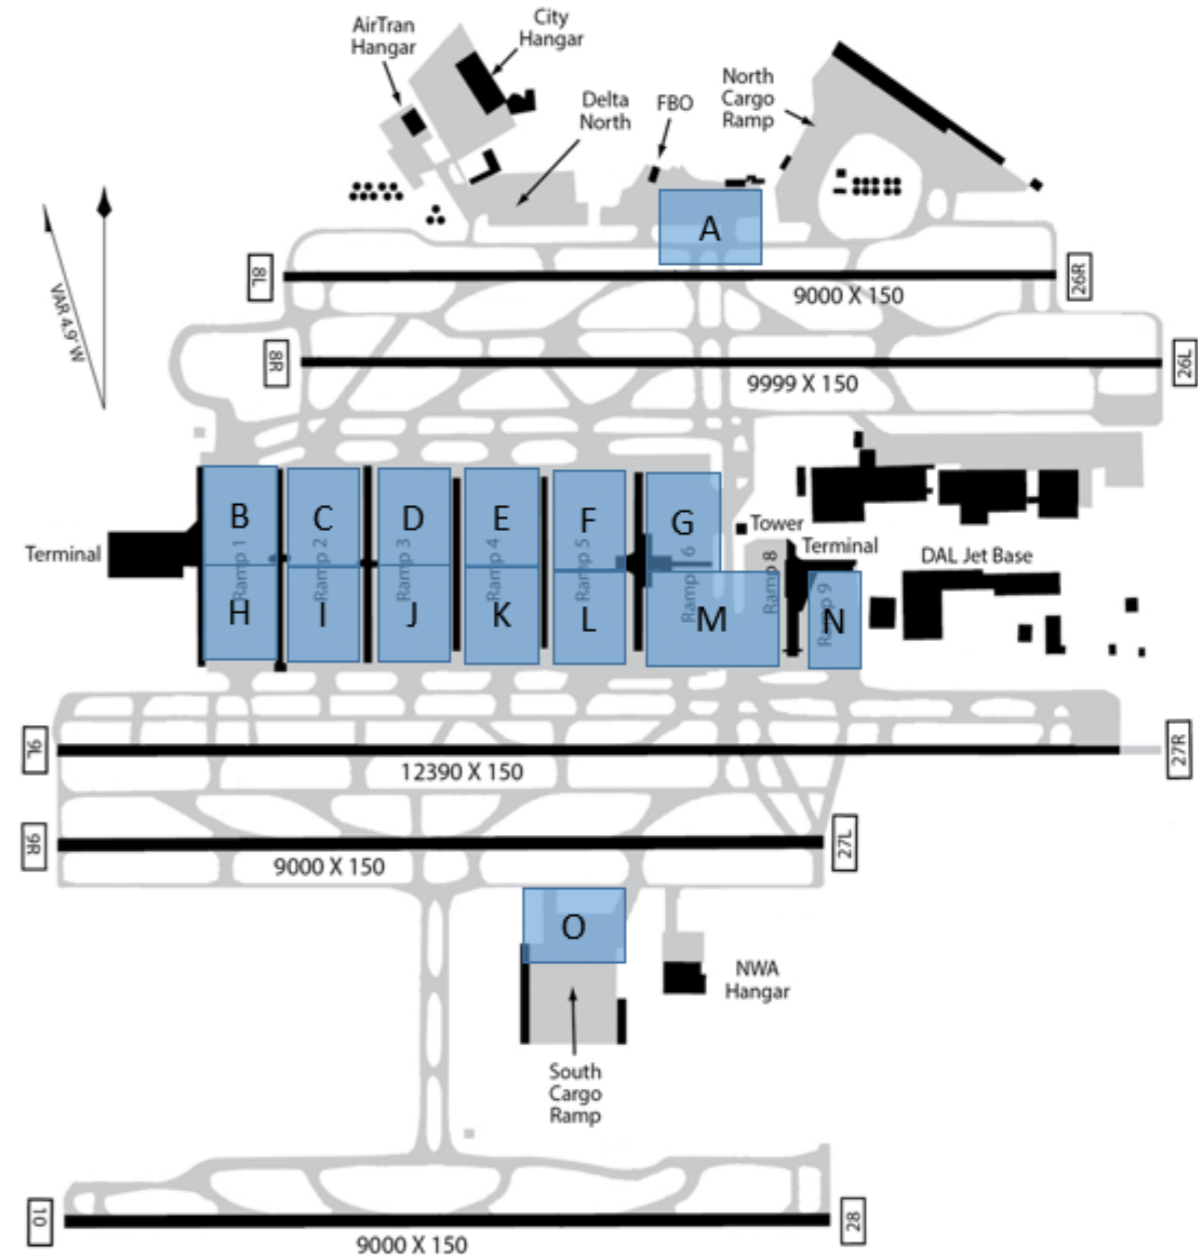 AirTran
Hangar
City
Hangar
Delta
North
FBO
North
Cargo
Ramp
VAR 4.9° W
A
8L
26R
9000 X 150
8R
26L
9999 X 150
B
C
D
E
F
G
Ramp 1
Ramp 2
Ramp 3
Ramp 4
Ramp 5
Ramp 6
Tower
Terminal
Terminal
Ramp 8
Ramp 9
DAL Jet Base
H
I
J
K
L
M
N
9L
27R
12390 X 150
9R
27L
9000 X 150
O
NWA
Hangar
South
Cargo
Ramp
10
28
9000 X 150